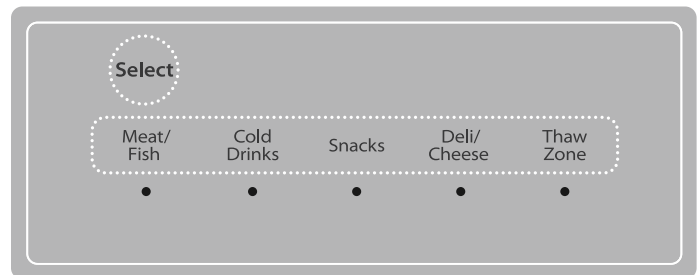 Select
Meat/
Fish
Cold
Drinks
Snacks
Deli/
Cheese
Thaw
Zone